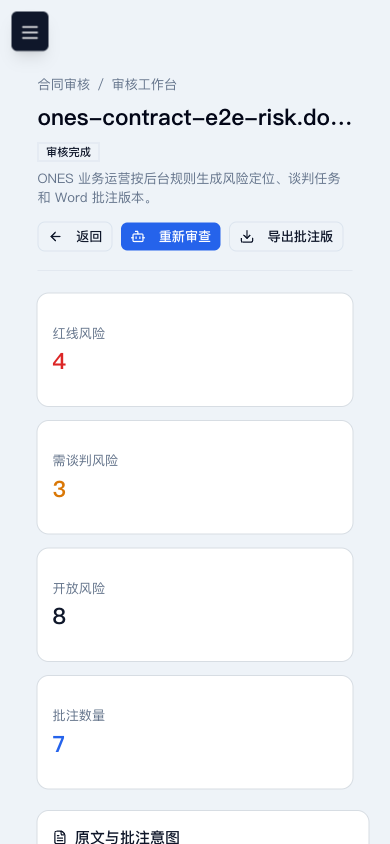 合同审核 / 审核工作台
ones-contract-e2e-risk.do...
审核完成
ONES 业务运营按后台规则生成风险定位、谈判任务
和 Word 批注版本。
返回 重新审查 导出批注版
红线风险
4
需谈判风险
3
开放风险
8
批注数量
7
原文与批注意图